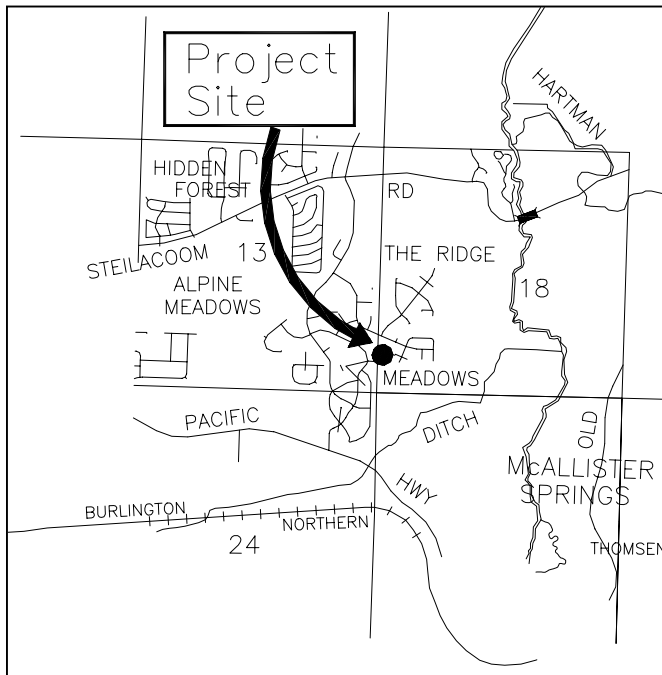 Project
Site
HARTMAN
HIDDEN
FOREST
RD
STEILACOOM
13
THE RIDGE
ALPINE
MEADOWS
18
MEADOWS
PACIFIC
DITCH
OLD
HWY
McALLISTER
SPRINGS
BURLINGTON
NORTHERN
24
THOMSEN